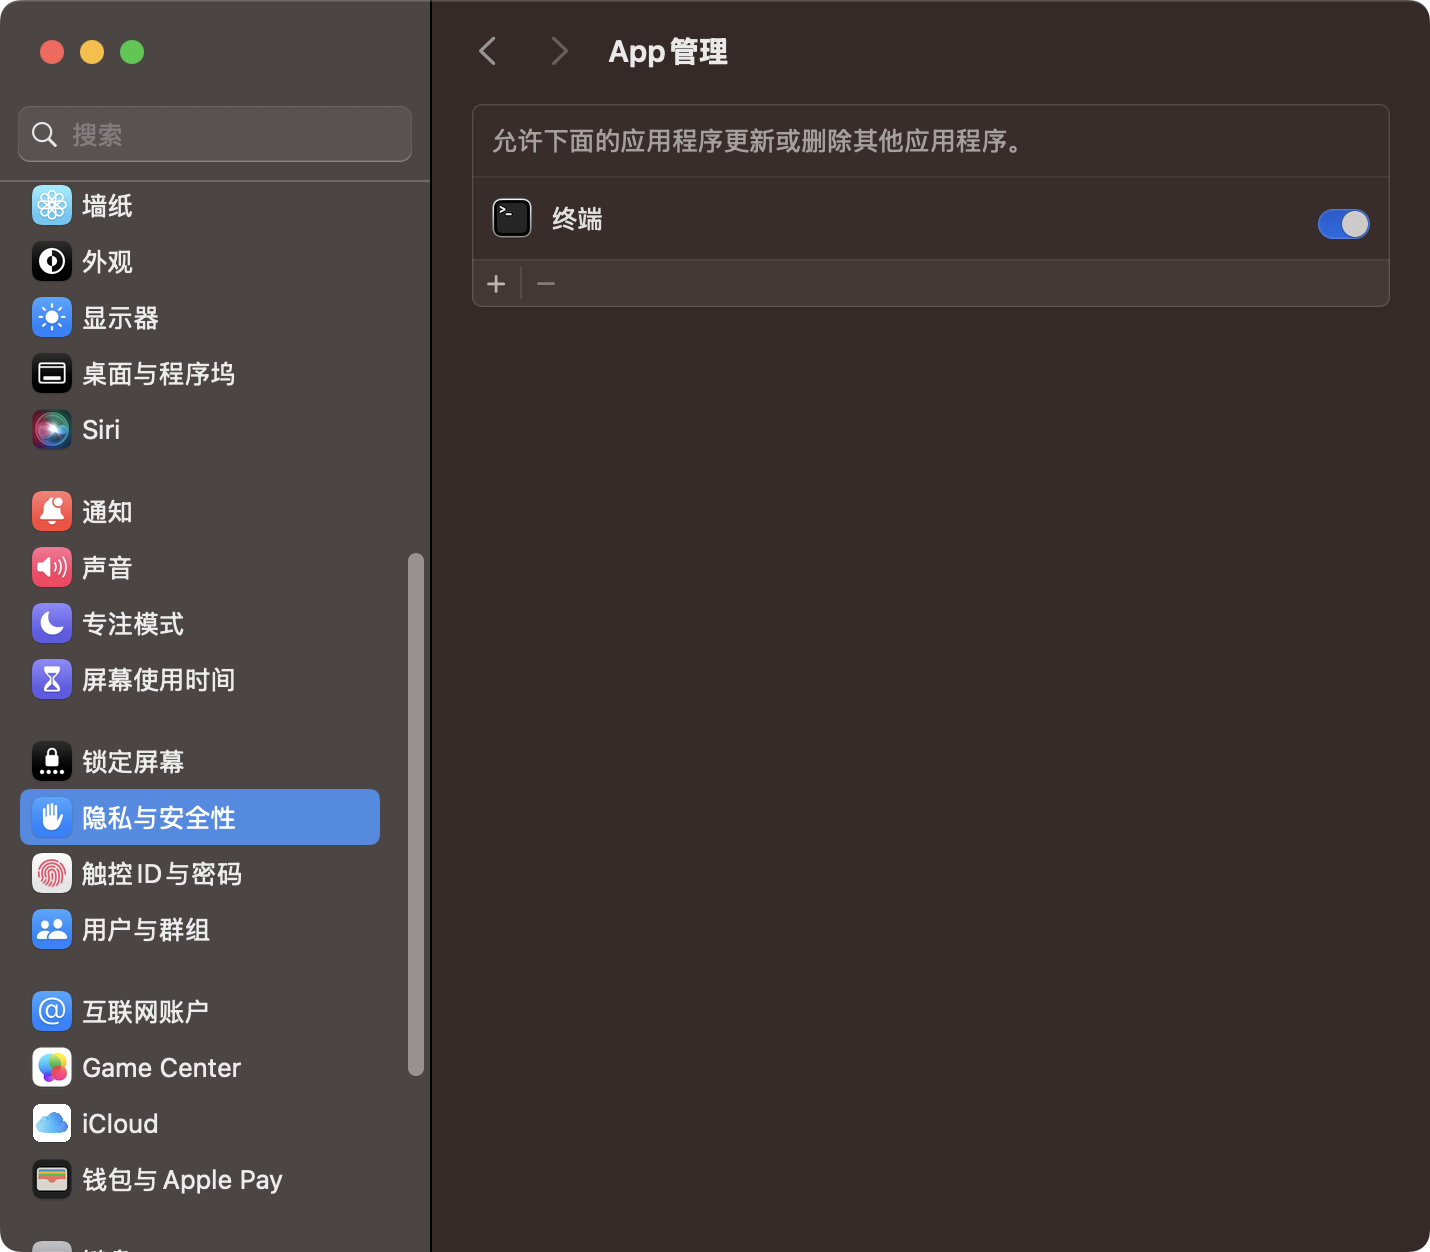 搜索
墙纸
外观
显示器
桌面与程序坞
Siri
通知
声音
专注模式
屏幕使用时间
锁定屏幕
隐私与安全性
触控 ID 与密码
用户与群组
互联网账户
Game Center
iCloud
钱包与 Apple Pay
App 管理
允许下面的应用程序更新或删除其他应用程序。
终端